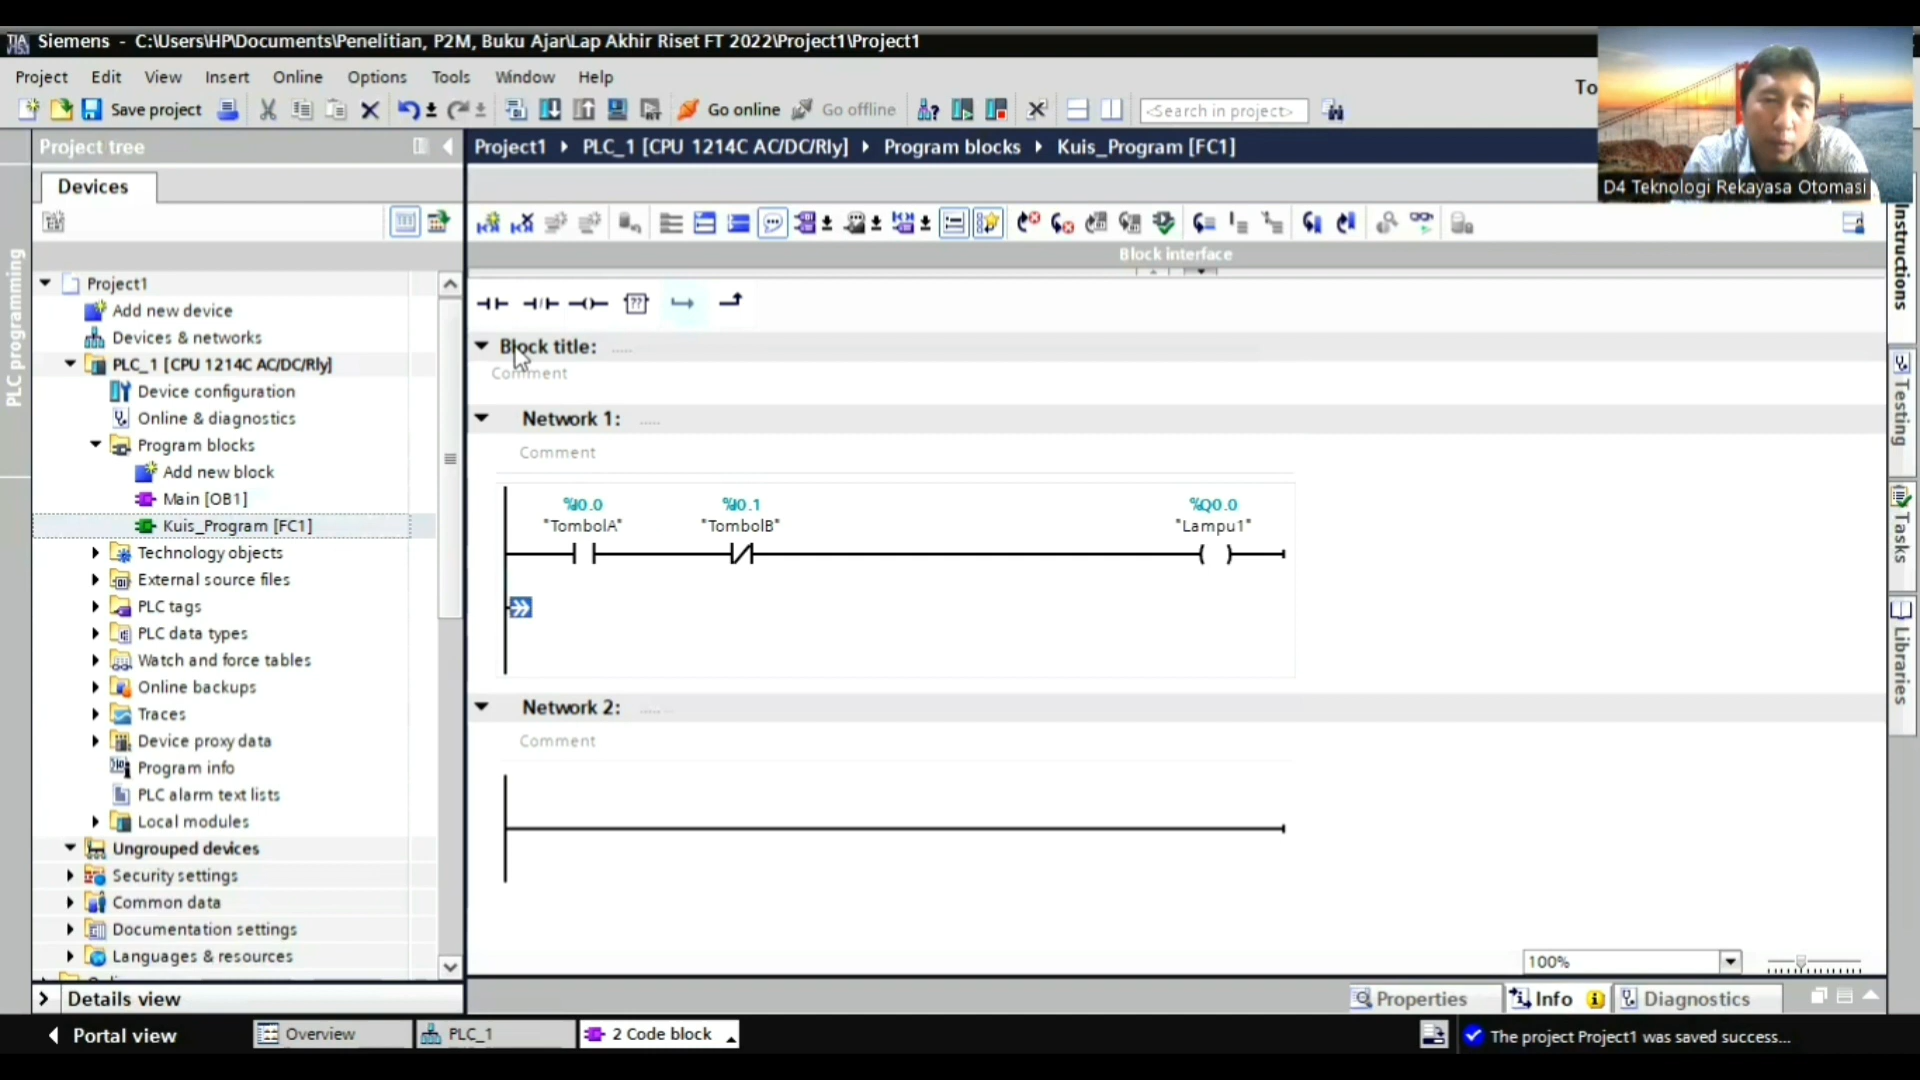 Siemens - C:\Users\HP\Documents\Penelitian, P2M, Buku Ajar\Lap Akhir Riset FT 2022\Project1\Project1
Project Edit View Insert Online Options Tools Window Help
To
Save project Go online Go offline <Search in project>
D4 Teknologi Rekayasa Otomasi
Project tree
Project1 PLC_1 [CPU 1214C AC/DC/Rly] Program blocks Kuis_Program [FC1]
Devices
Block interface
PLC programming
Project1
Add new device
Devices & networks
PLC_1 [CPU 1214C AC/DC/Rly]
Device configuration
Online & diagnostics
Program blocks
Add new block
Main [OB1]
Kuis_Program [FC1]
Technology objects
External source files
PLC tags
PLC data types
Watch and force tables
Online backups
Traces
Device proxy data
Program info
PLC alarm text lists
Local modules
Ungrouped devices
Security settings
Common data
Documentation settings
Languages & resources
Details view
??
Block title: .....
Comment
Network 1: .....
Comment
%I0.0 %I0.1 %Q0.0
"TombolA" "TombolB" "Lampu1"
Network 2: .....
Comment
100%
Properties Info Diagnostics
Instructions
Testing
Tasks
Libraries
Portal view Overview PLC_1 2 Code block The project Project1 was saved success...